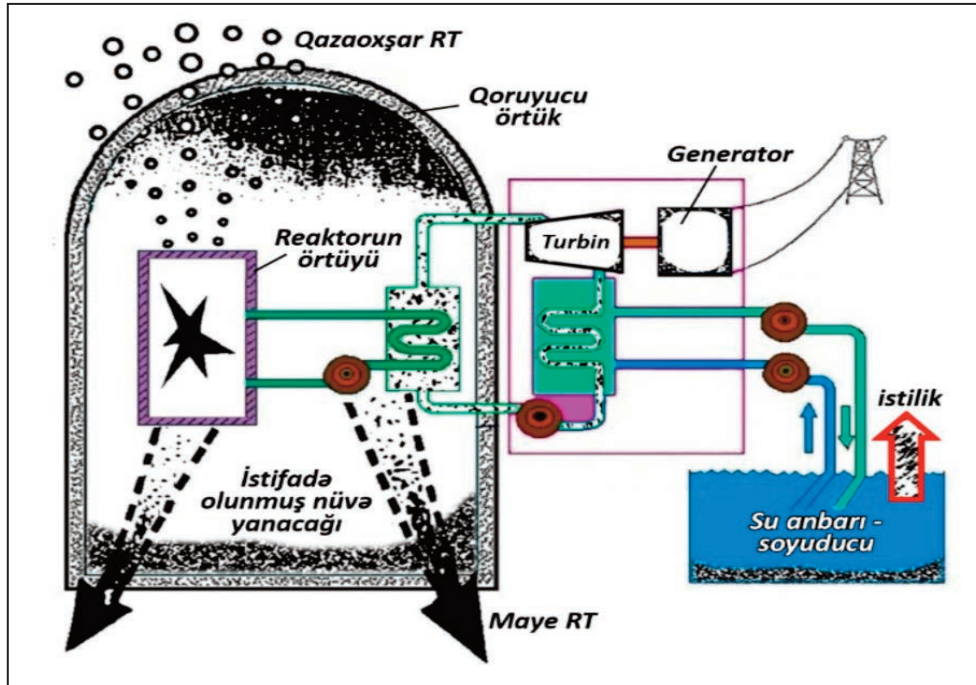 Qazaoxşar RT
Qoruyucu
örtük
Generator
Turbin
Reaktorun
örtüyü
istilik
İstifadə
olunmuş nüvə
yanacağı
Su anbarı -
soyuducu
Maye RT